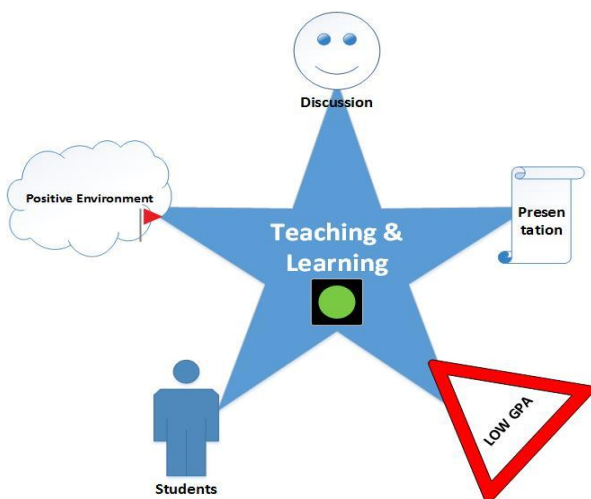 Discussion
Positive Environment
Presen
tation
Teaching &
Learning
LOW GPA
Students